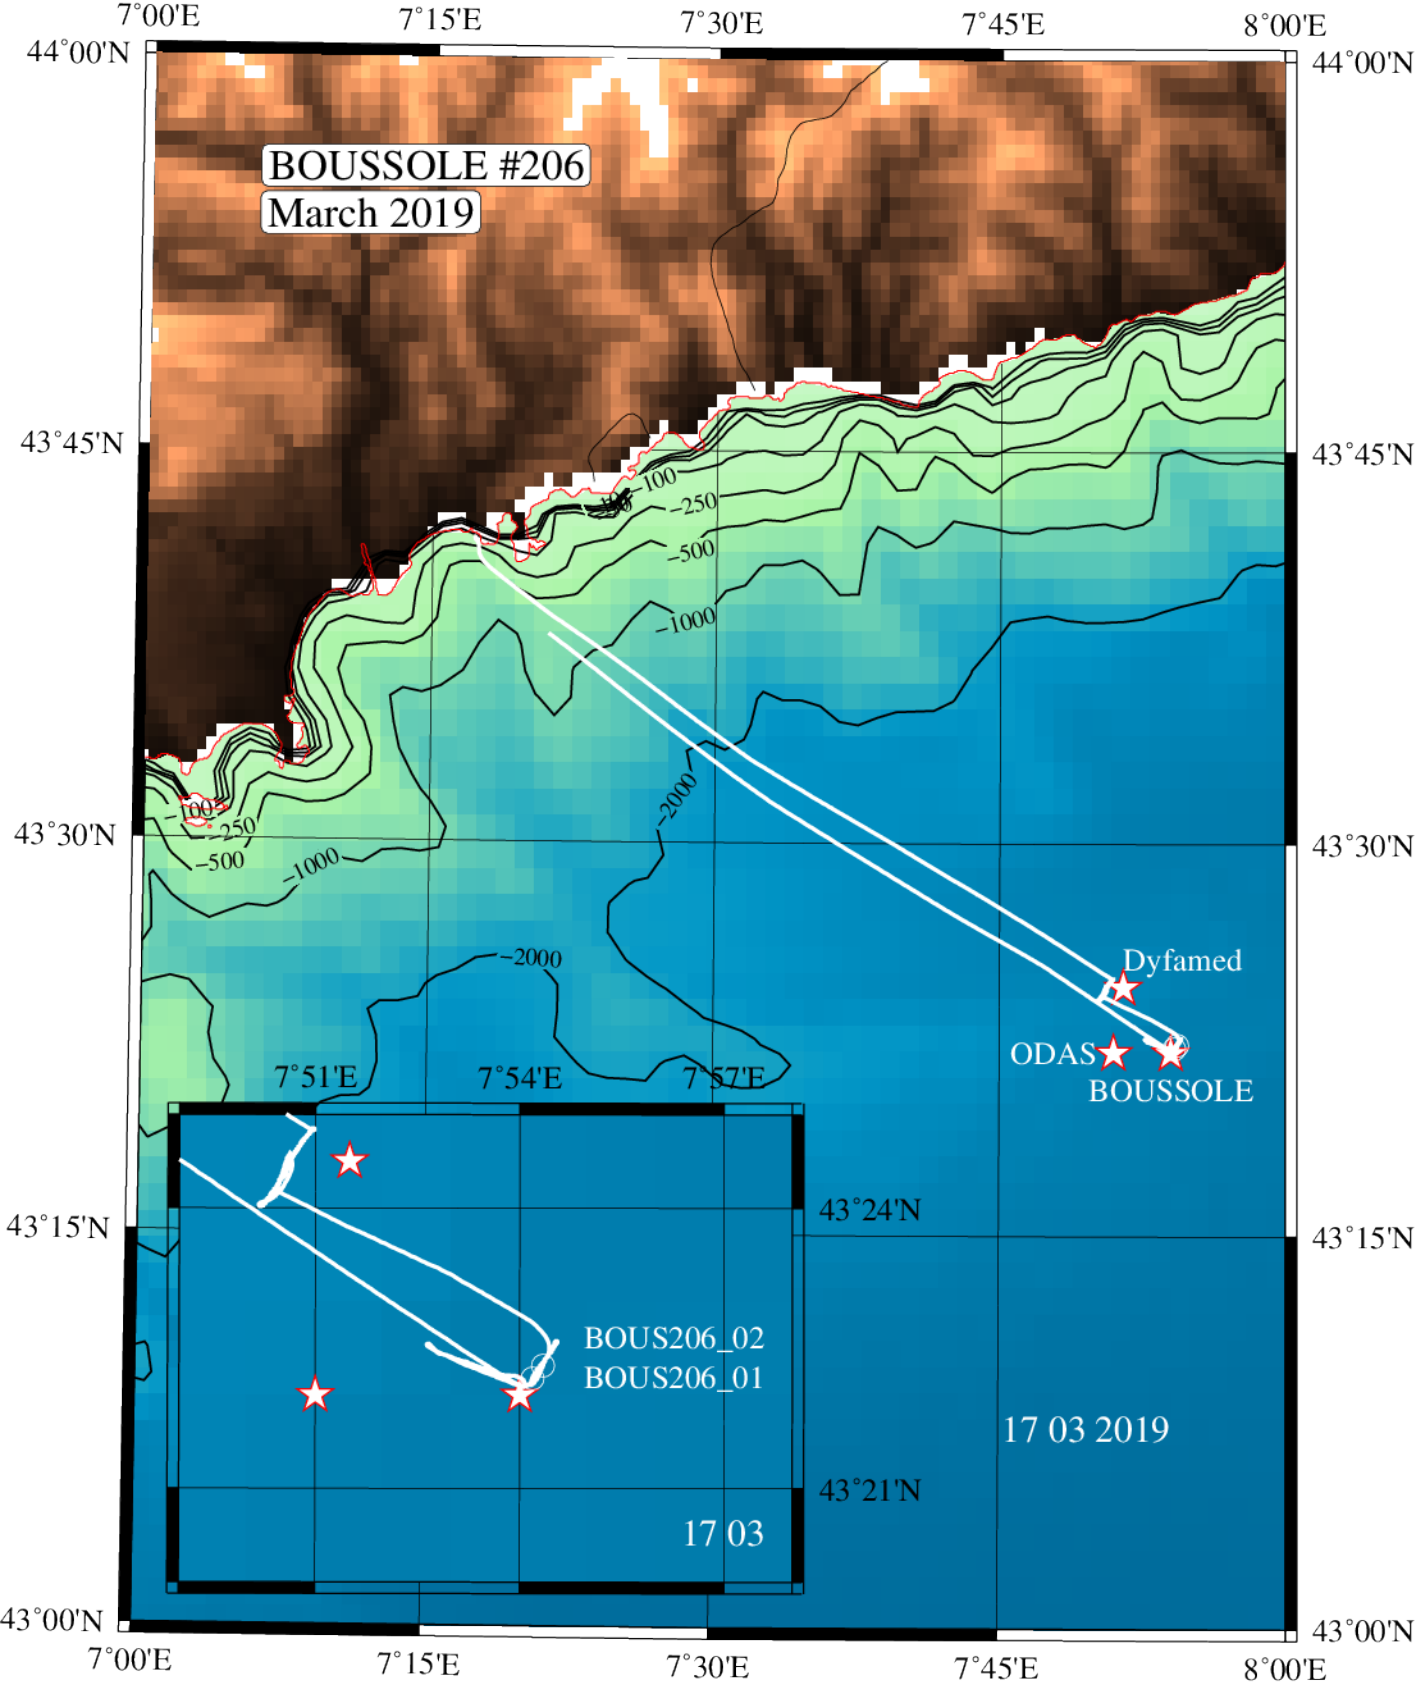 7°00'E 7°15'E 7°30'E 7°45'E 8°00'E
44°00'N 44°00'N
BOUSSOLE #206
March 2019
43°45'N 43°45'N
−100
−250
−500
−1000
−2000
−100
−250
−500
−1000
43°30'N 43°30'N
−2000
Dyfamed
ODAS
BOUSSOLE
7°51'E 7°54'E 7°57'E
43°24'N
43°15'N 43°15'N
BOUS206_02
BOUS206_01
17 03 2019
43°21'N
17 03
43°00'N 43°00'N
7°00'E 7°15'E 7°30'E 7°45'E 8°00'E